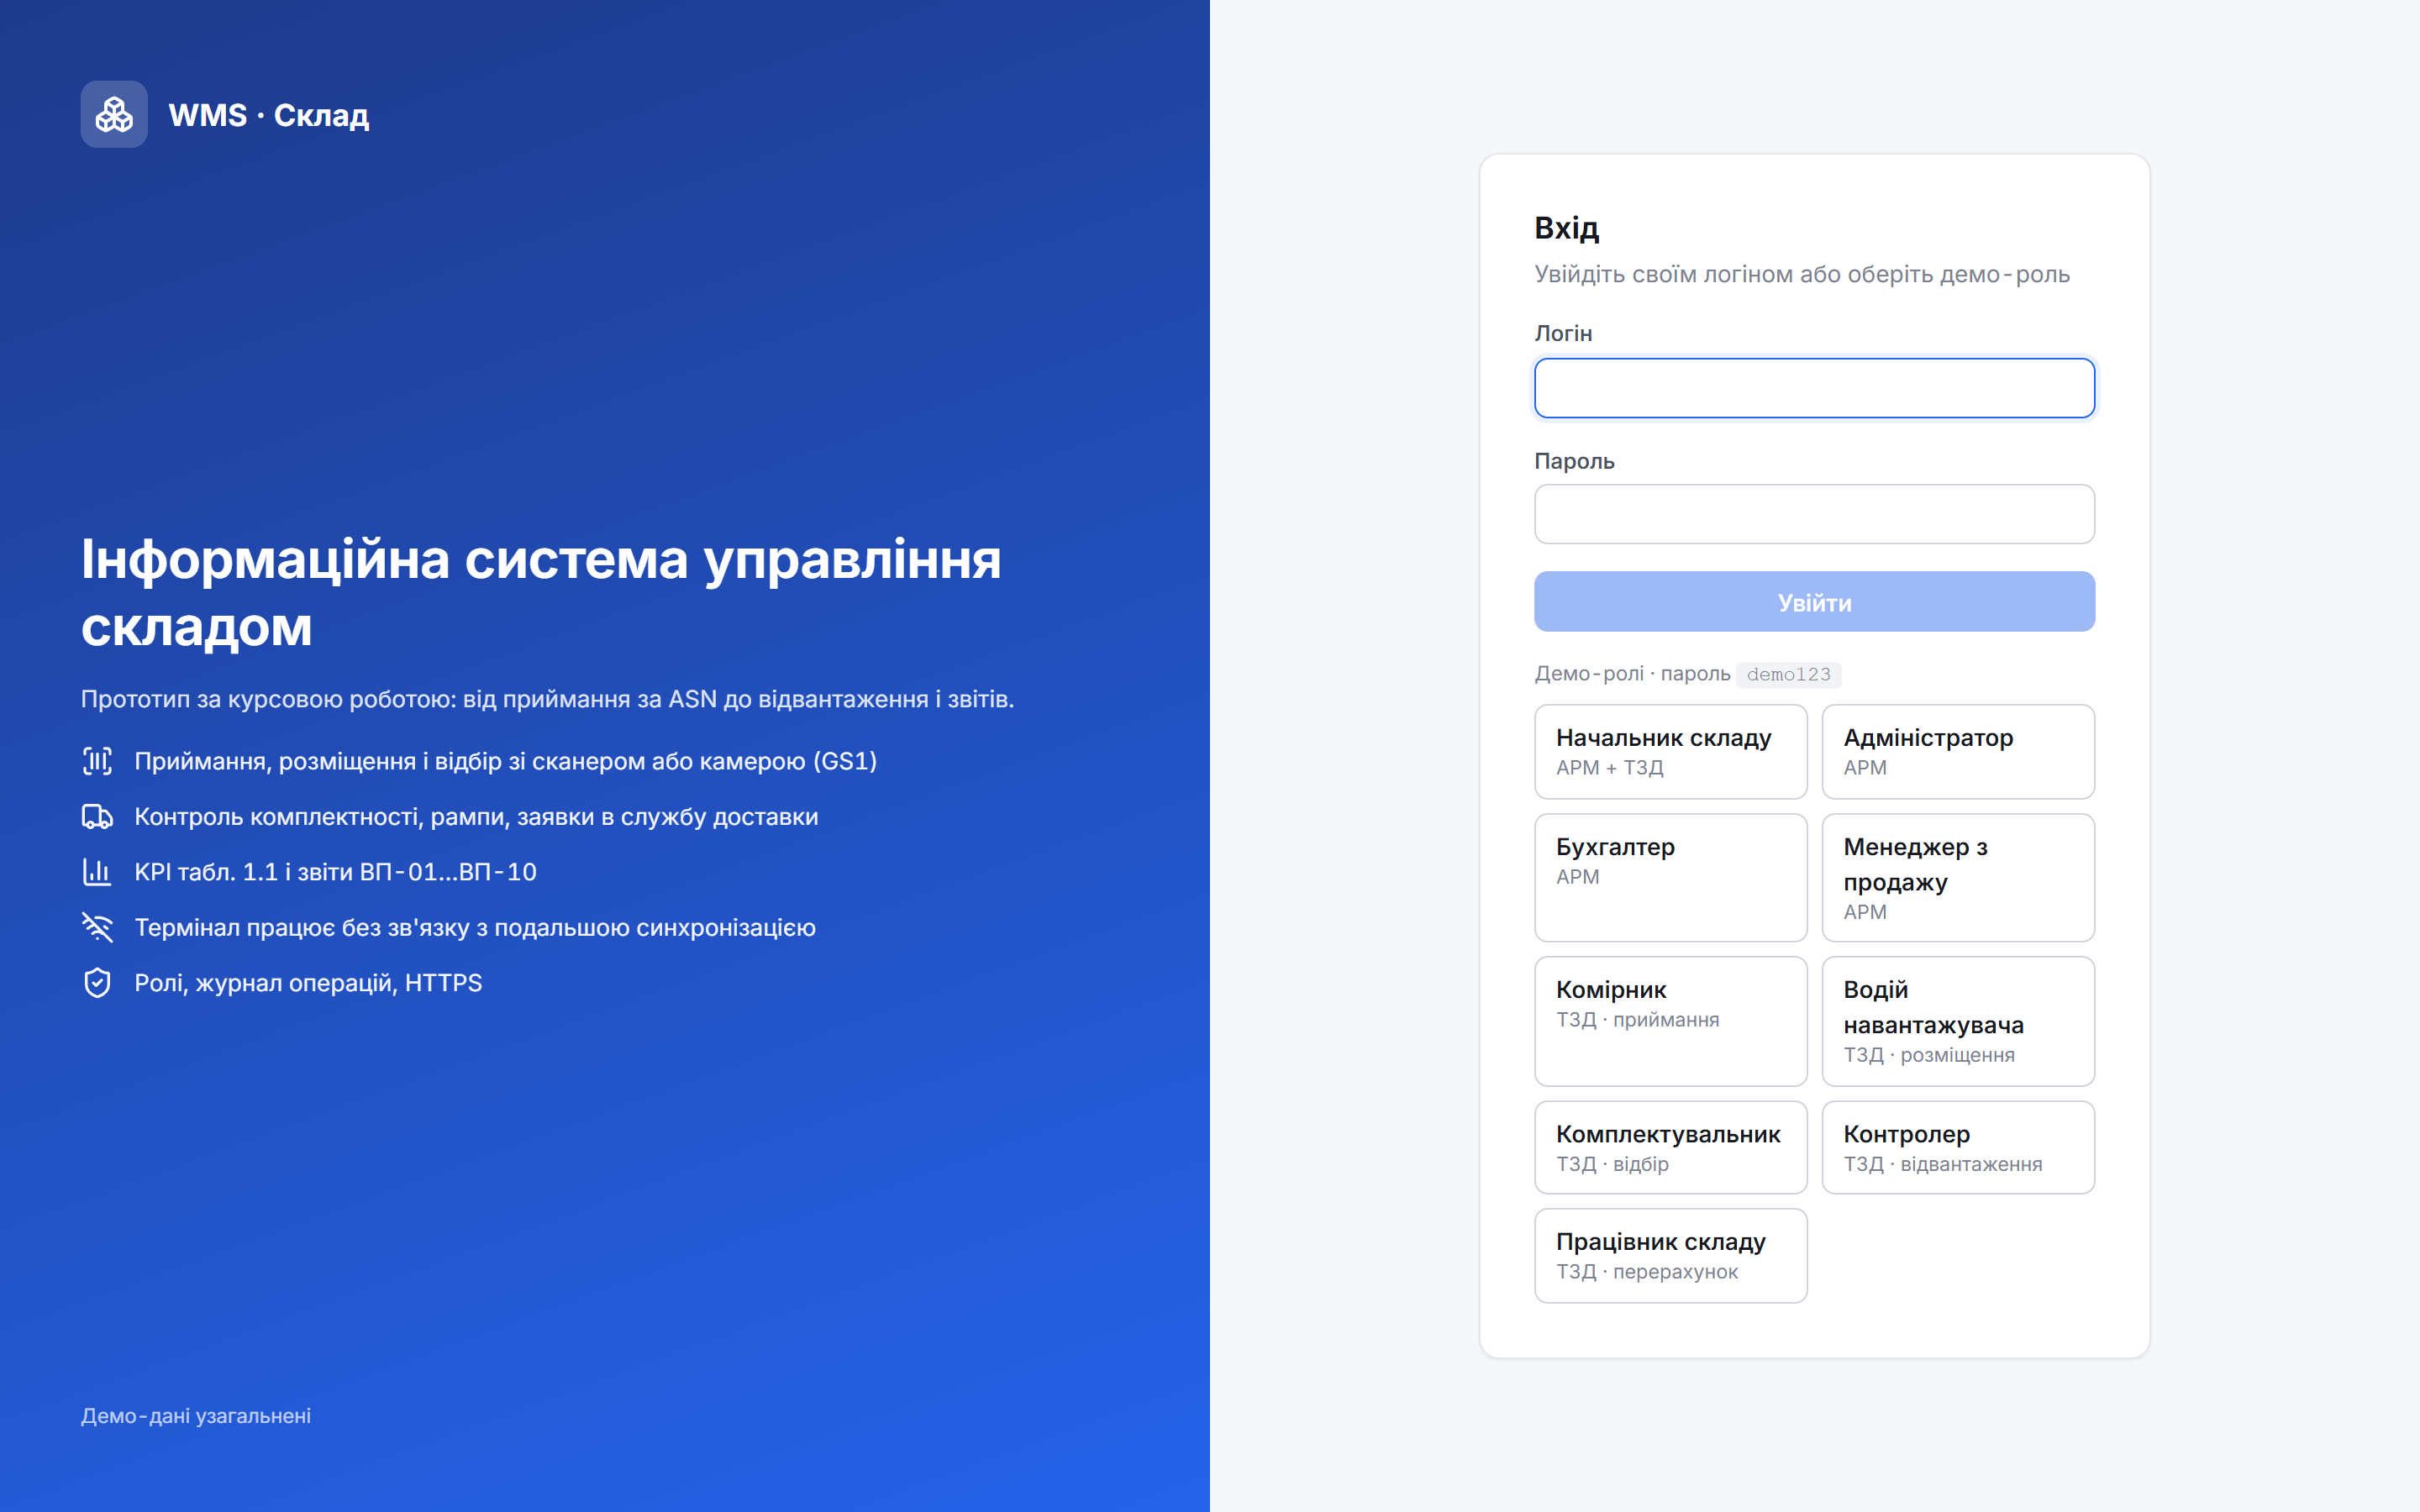 WMS · Склад
Інформаційна система управління
складом
Прототип за курсовою роботою: від приймання за ASN до відвантаження і звітів.
Приймання, розміщення і відбір зі сканером або камерою (GS1)
Контроль комплектності, рампи, заявки в службу доставки
KPI табл. 1.1 і звіти ВП-01...ВП-10
Термінал працює без зв'язку з подальшою синхронізацією
Ролі, журнал операцій, HTTPS
Демо-дані узагальнені
Вхід
Увійдіть своїм логіном або оберіть демо-роль
Логін
Пароль
Увійти
Демо-ролі · пароль demo123
Начальник складу
АРМ + ТЗД
Адміністратор
АРМ
Бухгалтер
АРМ
Менеджер з
продажу
АРМ
Комірник
ТЗД · приймання
Водій
навантажувача
ТЗД · розміщення
Комплектувальник
ТЗД · відбір
Контролер
ТЗД · відвантаження
Працівник складу
ТЗД · перерахунок